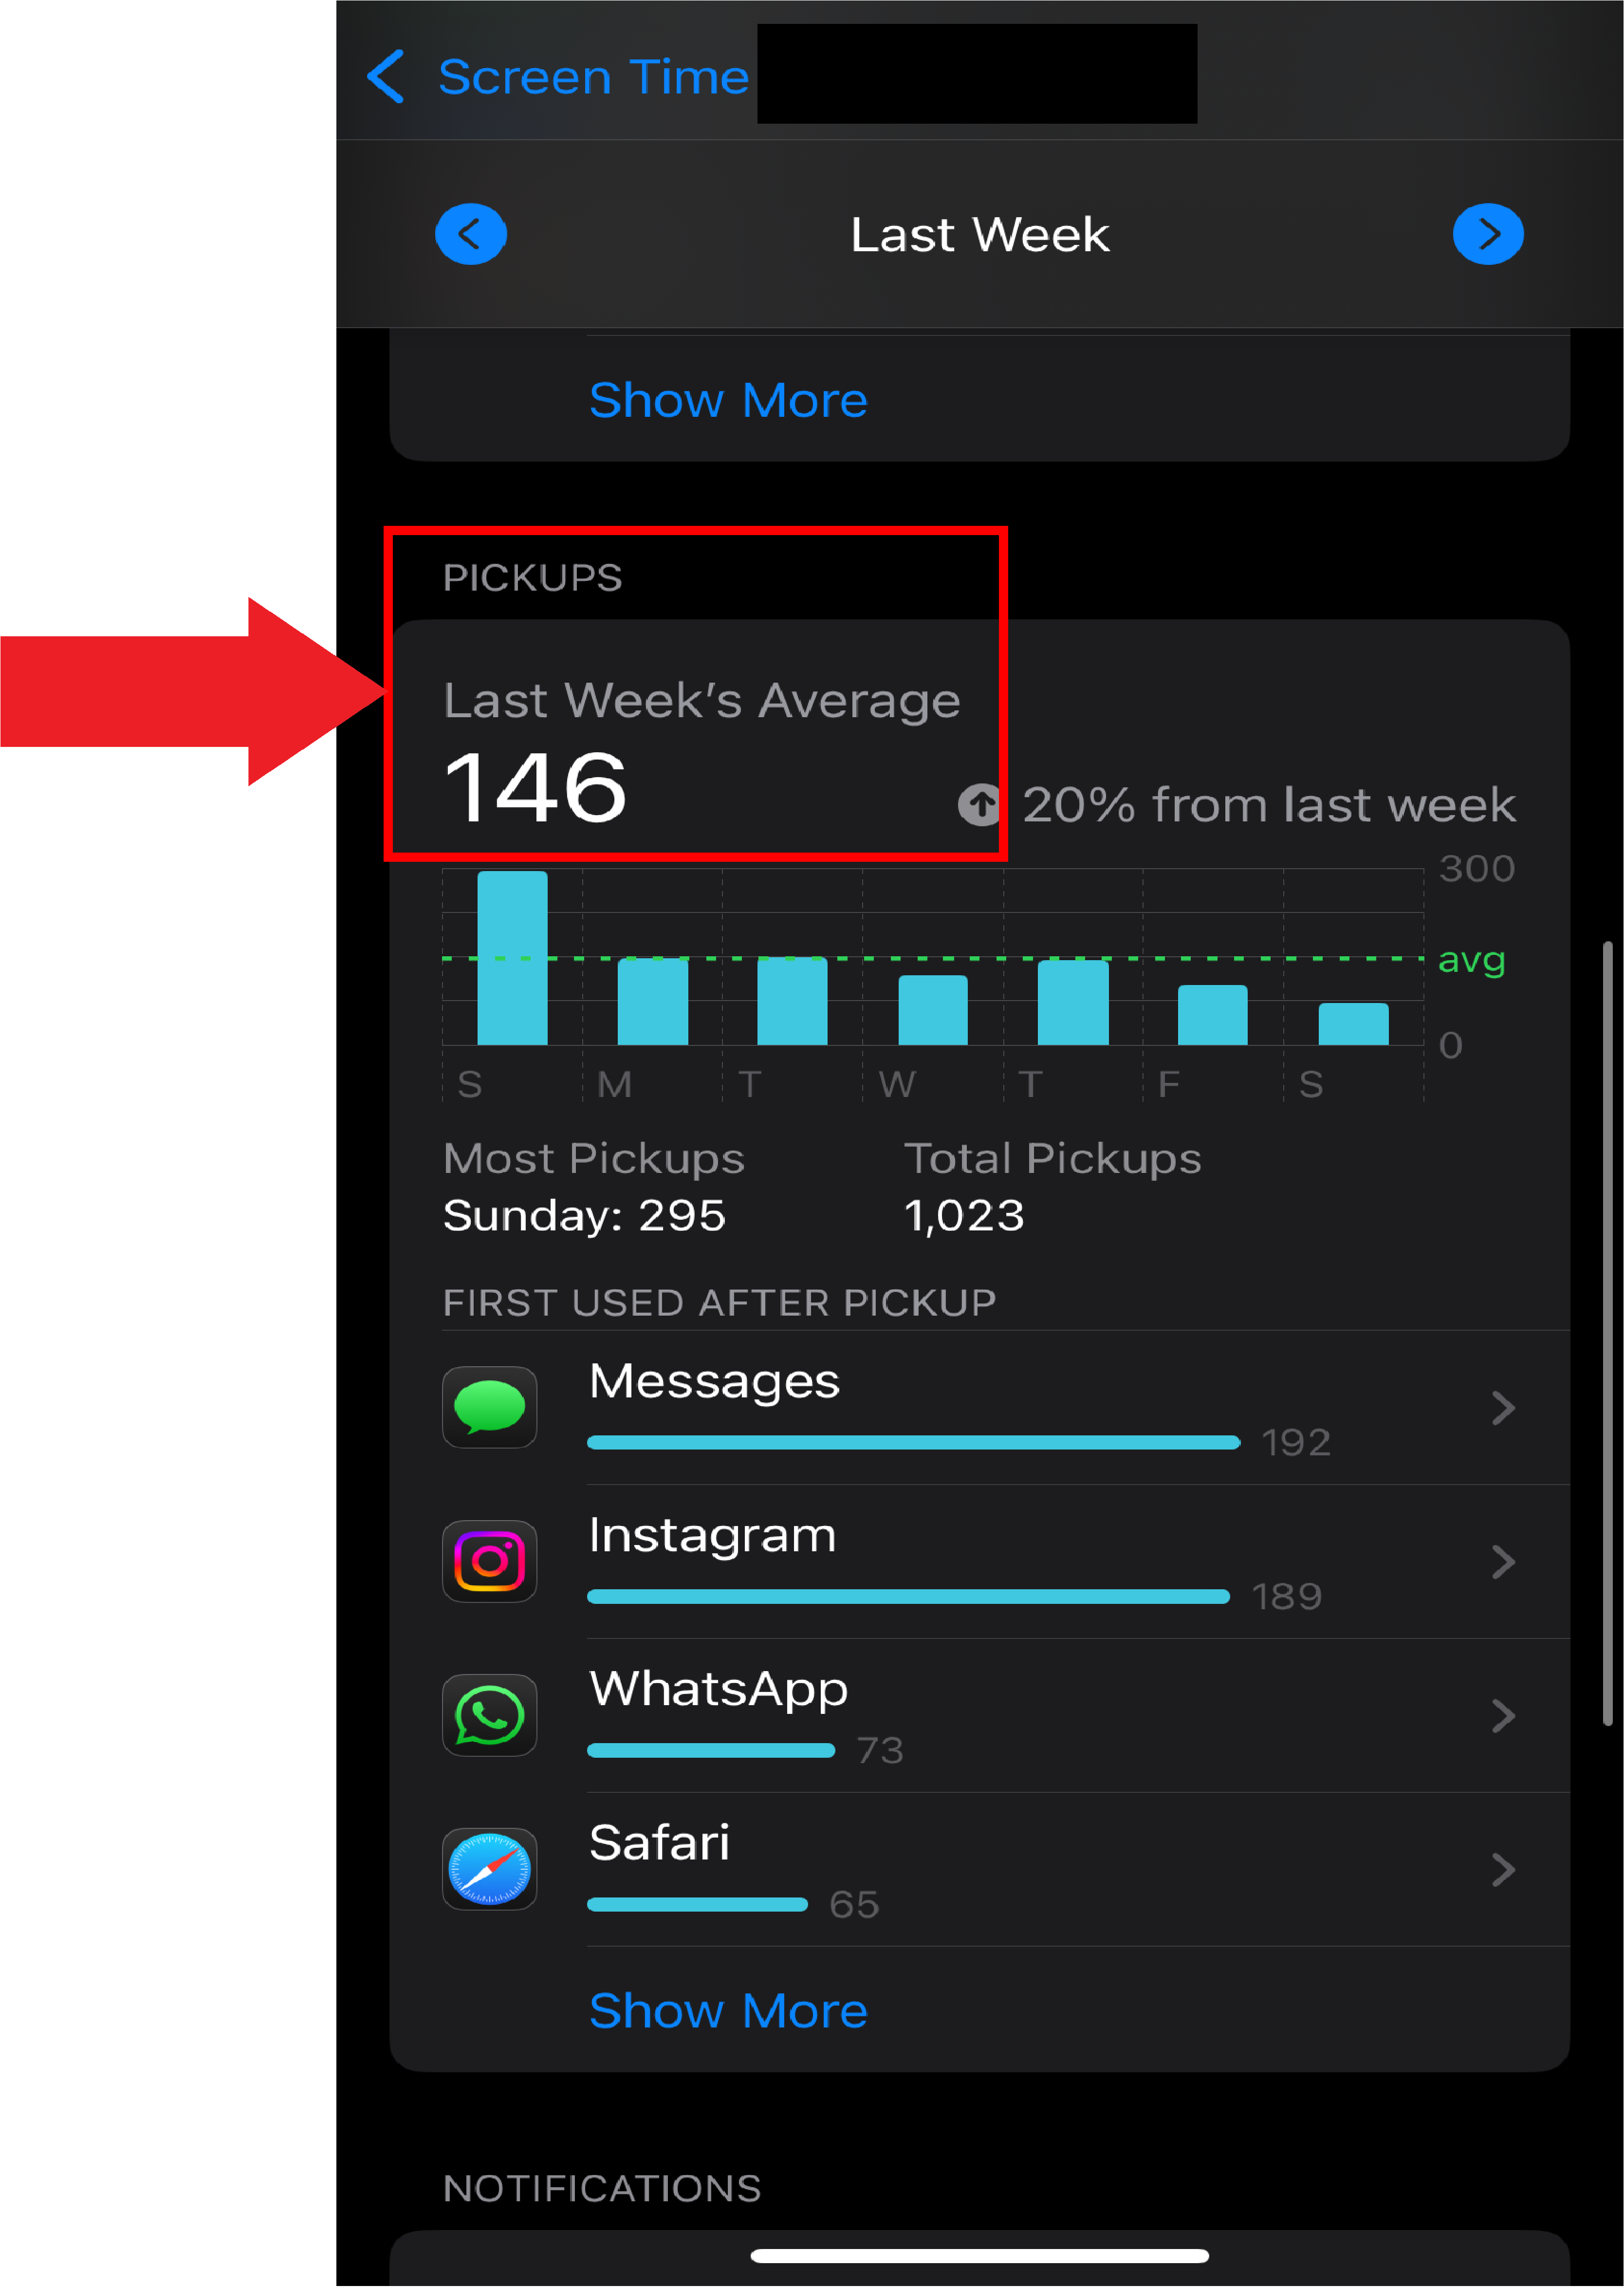 Screen Time
Last Week
Show More
PICKUPS
Last Week's Average
146
20% from last week
300
avg
0
S M T W T F S
Most Pickups Total Pickups
Sunday: 295 1,023
FIRST USED AFTER PICKUP
Messages
192
Instagram
189
WhatsApp
73
Safari
65
Show More
NOTIFICATIONS